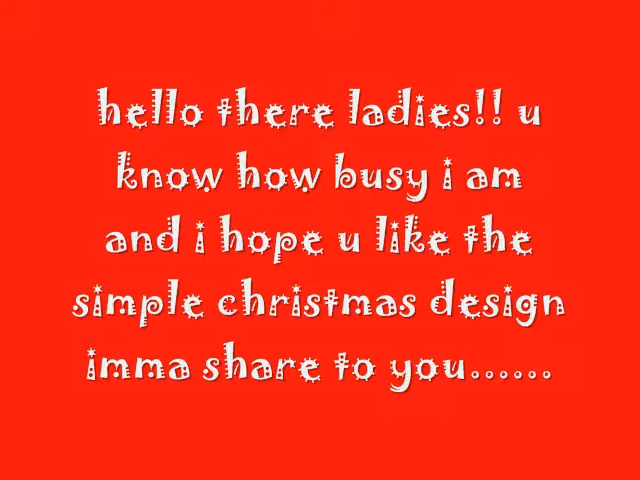 hello there ladies!! u
know how busy i am
and i hope u like the
simple christmas design
imma share to you......